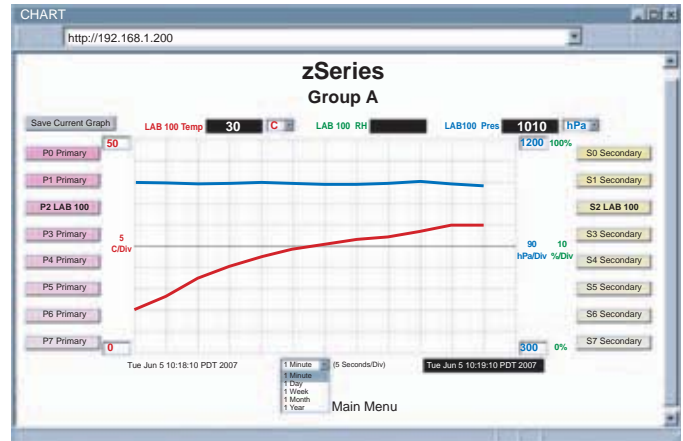 CHART
http://192.168.1.200
zSeries
Group A
Save Current Graph
LAB 100 Temp 30 C
LAB 100 RH
LAB100 Pres 1010 hPa
50
1200 100%
P0 Primary
P1 Primary
P2 LAB 100
P3 Primary
P4 Primary
P5 Primary
P6 Primary
P7 Primary
5
C/Div
90
hPa/Div
10
%/Div
S0 Secondary
S1 Secondary
S2 LAB 100
S3 Secondary
S4 Secondary
S5 Secondary
S6 Secondary
S7 Secondary
0
300 0%
Tue Jun 5 10:18:10 PDT 2007
1 Minute (5 Seconds/Div)
Tue Jun 5 10:19:10 PDT 2007
1 Minute
1 Day
1 Week
1 Month
1 Year
Main Menu